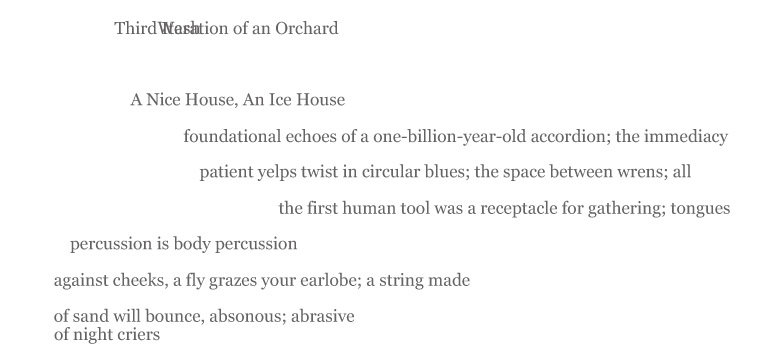 Third of an Orchard
A Nice House, An Ice House
foundational echoes of a one-billion-year-old accordion; the immediacy
patient yelps twist in circular blues; the space between wrens; all
the first human tool was a receptacle for gathering; tongues
percussion is body percussion
against cheeks, a fly grazes your earlobe; a string made
of sand will bounce, absonous; abrasive
of night criers